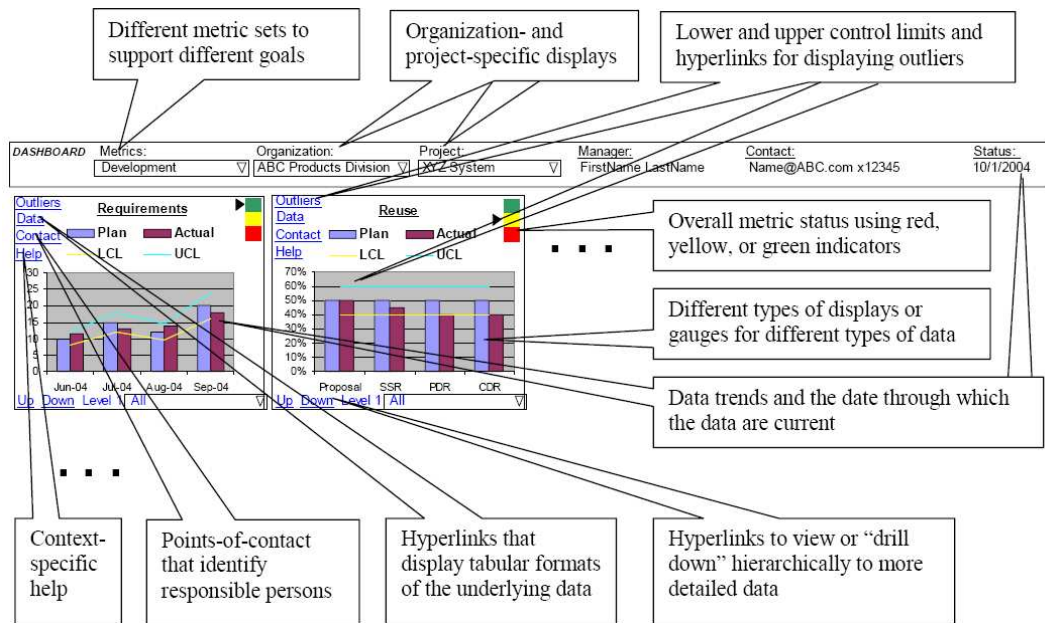 Different metric sets to
support different goals
Organization- and
project-specific displays
Lower and upper control limits and
hyperlinks for displaying outliers
DASHBOARD
Metrics:
Development
Organization:
ABC Products Division
Project:
XYZ System
Manager:
FirstName LastName
Contact:
Name@ABC.com x12345
Status:
10/1/2004
Outliers
Data
Contact
Help
Requirements
Plan Actual
LCL UCL
30
25
20
15
10
5
0
Jun-04 Jul-04 Aug-04 Sep-04
Up Down Level 1 All
Outliers
Data
Contact
Help
Reuse
Plan Actual
LCL UCL
70%
60%
50%
40%
30%
20%
10%
0%
Proposal SSR PDR CDR
Up Down Level 1 All
Overall metric status using red,
yellow, or green indicators
Different types of displays or
gauges for different types of data
Data trends and the date through which
the data are current
Context-
specific
help
Points-of-contact
that identify
responsible persons
Hyperlinks that
display tabular formats
of the underlying data
Hyperlinks to view or “drill
down” hierarchically to more
detailed data